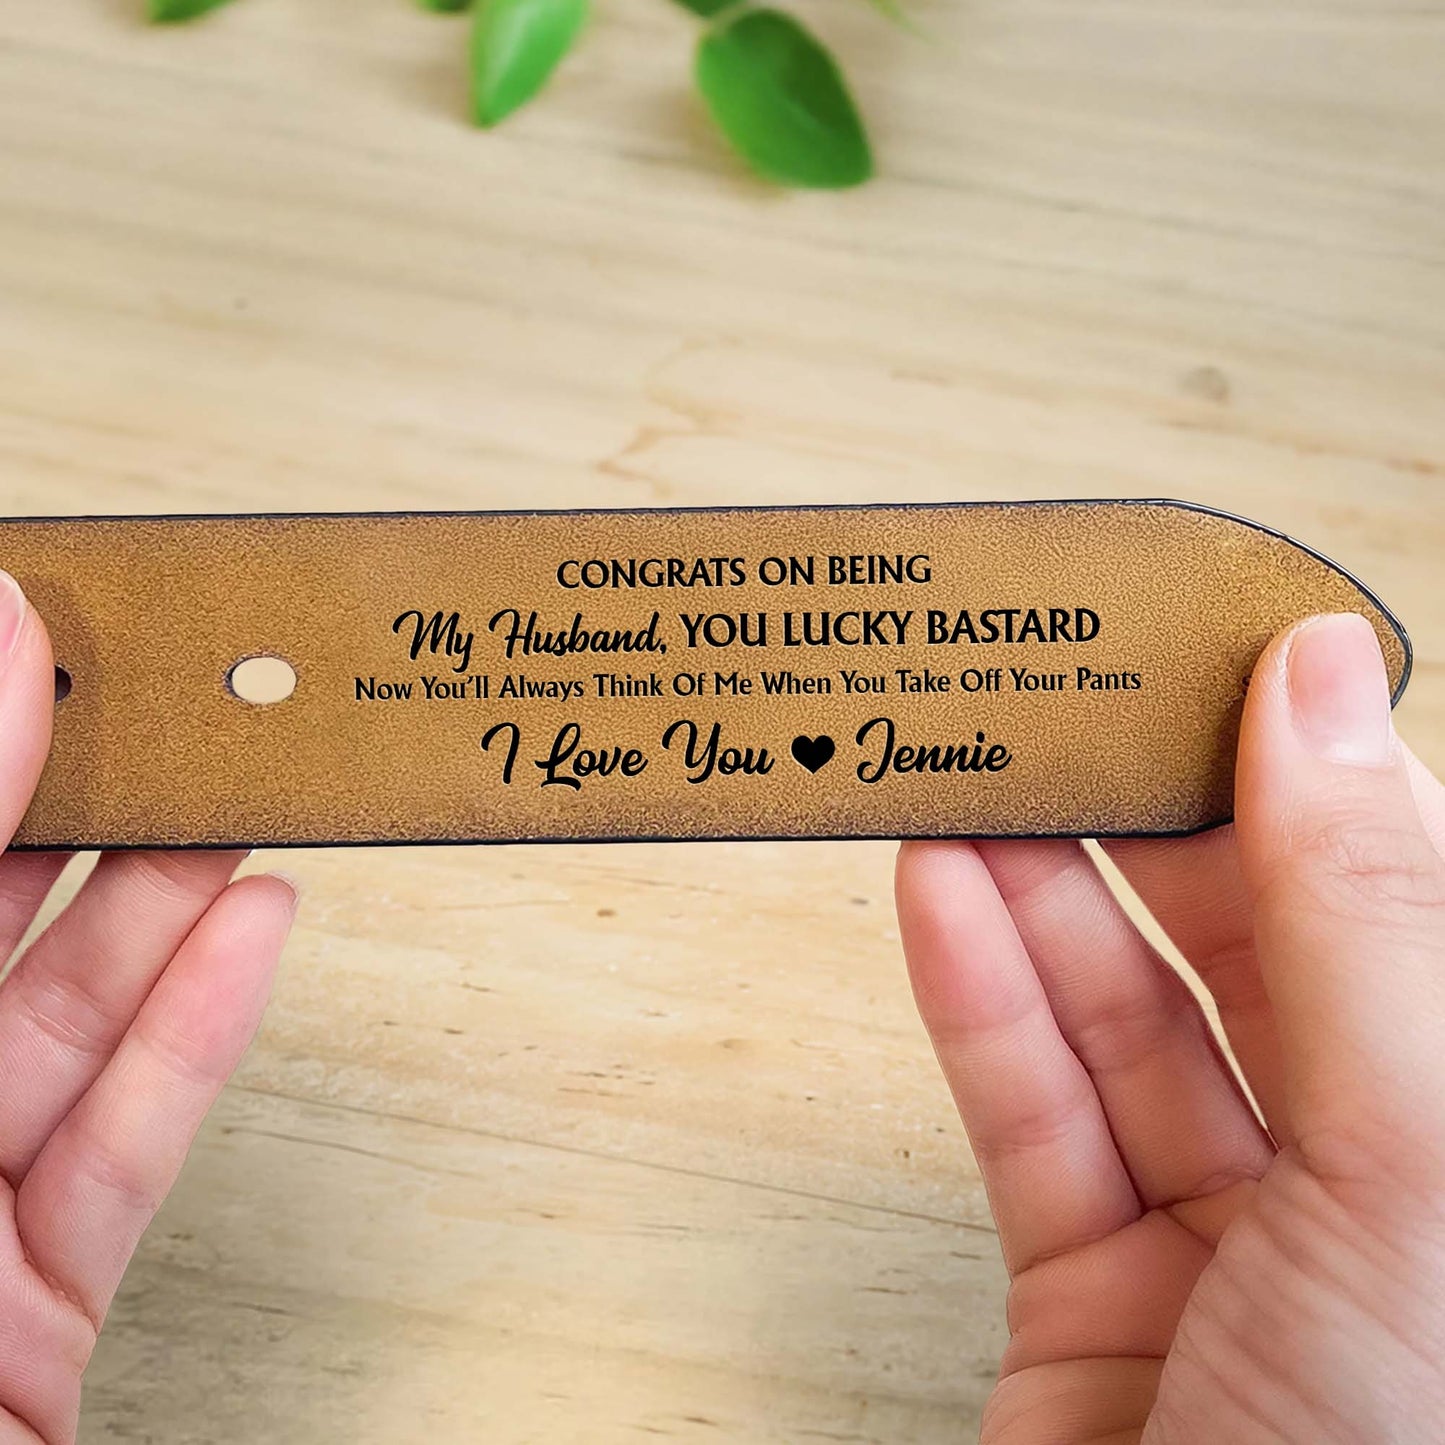 CONGRATS ON BEING
My Husband, YOU LUCKY BASTARD
Now You'll Always Think Of Me When You Take Off Your Pants
I Love You ♥ Jennie